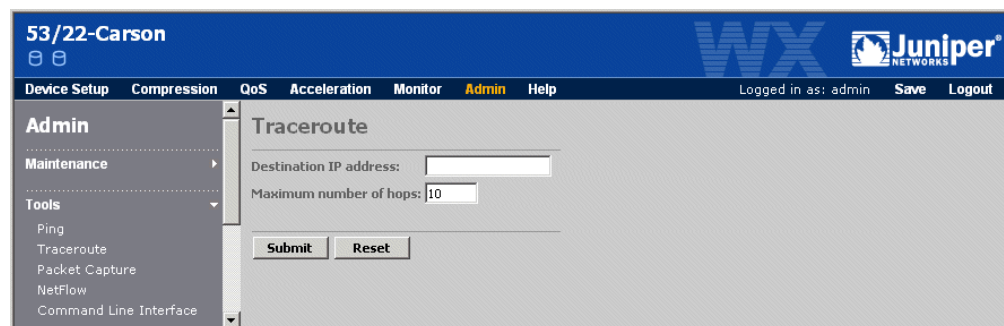 53/22-Carson
WX
Juniper®
NETWORKS
Device Setup Compression QoS Acceleration Monitor Admin Help Logged in as: admin Save Logout
Admin
Maintenance
Tools
Ping
Traceroute
Packet Capture
NetFlow
Command Line Interface
Traceroute
Destination IP address:
Maximum number of hops: 10
Submit Reset